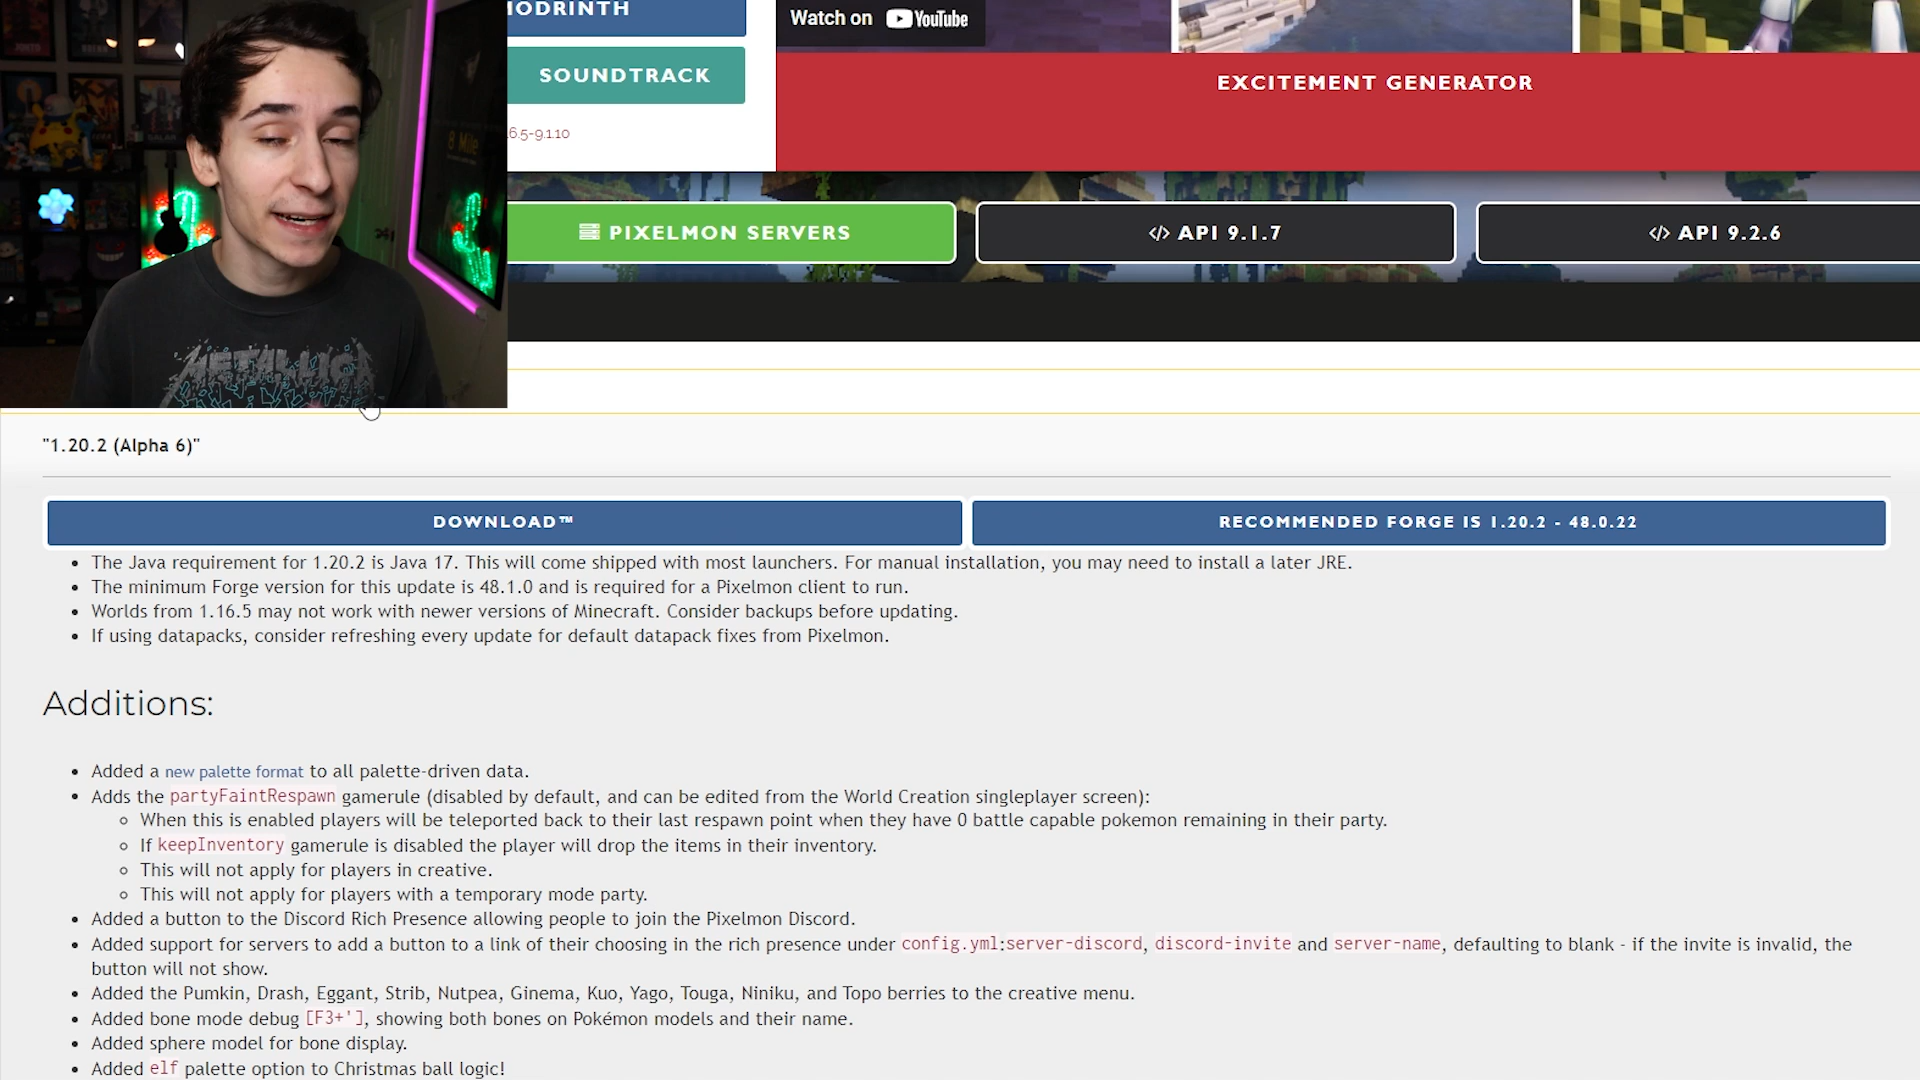 MODRINTH
Watch on YouTube
SOUNDTRACK
EXCITEMENT GENERATOR
6.5-9.1.10
8 Mile
PIXELMON SERVERS
</> API 9.1.7
</> API 9.2.6
METALLICA
"1.20.2 (Alpha 6)"
DOWNLOAD™
RECOMMENDED FORGE IS 1.20.2 - 48.0.22
• The Java requirement for 1.20.2 is Java 17. This will come shipped with most launchers. For manual installation, you may need to install a later JRE.
• The minimum Forge version for this update is 48.1.0 and is required for a Pixelmon client to run.
• Worlds from 1.16.5 may not work with newer versions of Minecraft. Consider backups before updating.
• If using datapacks, consider refreshing every update for default datapack fixes from Pixelmon.
Additions:
• Added a new palette format to all palette-driven data.
• Adds the partyFaintRespawn gamerule (disabled by default, and can be edited from the World Creation singleplayer screen):
◦ When this is enabled players will be teleported back to their last respawn point when they have 0 battle capable pokemon remaining in their party.
◦ If keepInventory gamerule is disabled the player will drop the items in their inventory.
◦ This will not apply for players in creative.
◦ This will not apply for players with a temporary mode party.
• Added a button to the Discord Rich Presence allowing people to join the Pixelmon Discord.
• Added support for servers to add a button to a link of their choosing in the rich presence under config.yml:server-discord, discord-invite and server-name, defaulting to blank - if the invite is invalid, the
button will not show.
• Added the Pumkin, Drash, Eggant, Strib, Nutpea, Ginema, Kuo, Yago, Touga, Niniku, and Topo berries to the creative menu.
• Added bone mode debug [F3+'], showing both bones on Pokémon models and their name.
• Added sphere model for bone display.
• Added elf palette option to Christmas ball logic!